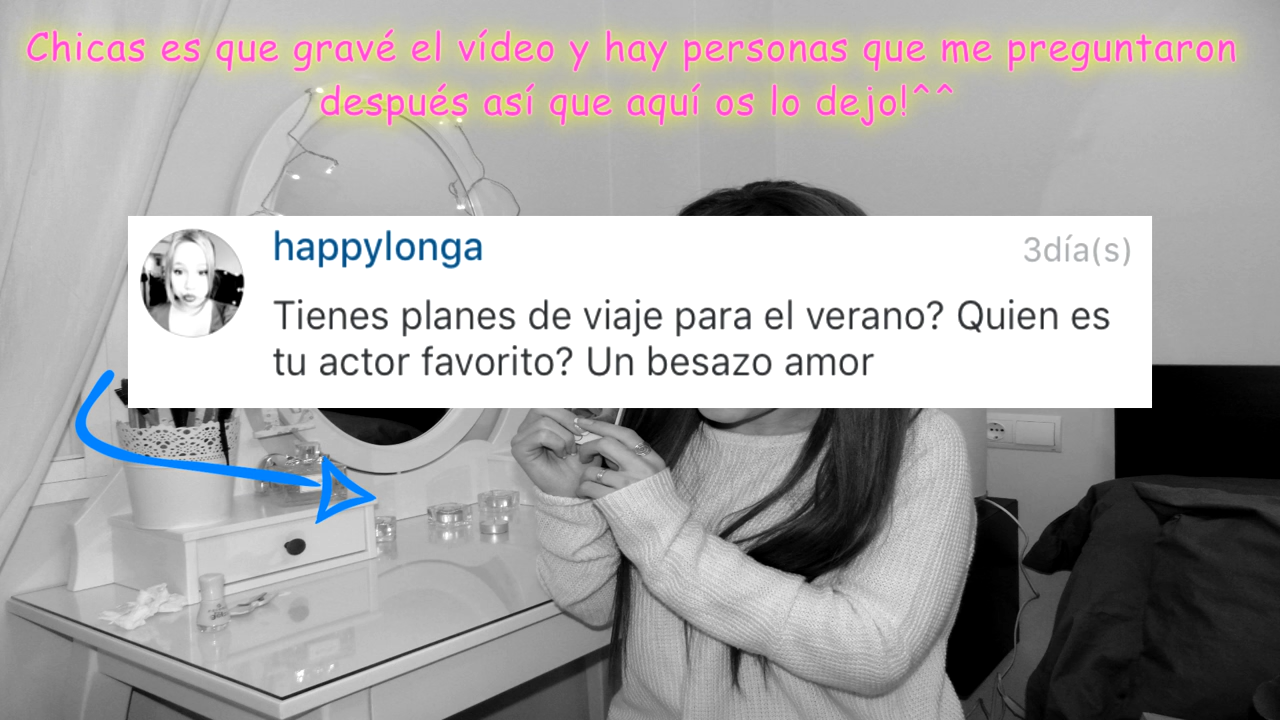 Chicas es que gravé el vídeo y hay personas que me preguntaron
después así que aquí os lo dejo!^^
happylonga
3día(s)
Tienes planes de viaje para el verano? Quien es
tu actor favorito? Un besazo amor